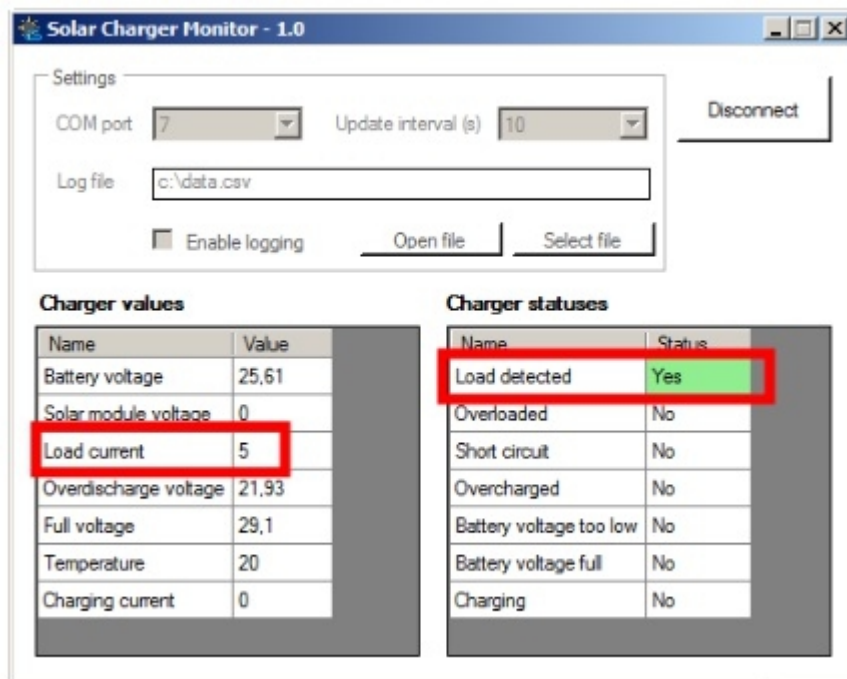 Solar Charger Monitor - 1.0
Settings
COM port 7 Update interval (s) 10 Disconnect
Log file c:\data.csv
Enable logging Open file Select file
Charger values Charger statuses
Name Value Name Status
Battery voltage 25,61 Load detected Yes
Solar module voltage 0 Overloaded No
Load current 5 Short circuit No
Overdischarge voltage 21,93 Overcharged No
Full voltage 29,1 Battery voltage too low No
Temperature 20 Battery voltage full No
Charging current 0 Charging No